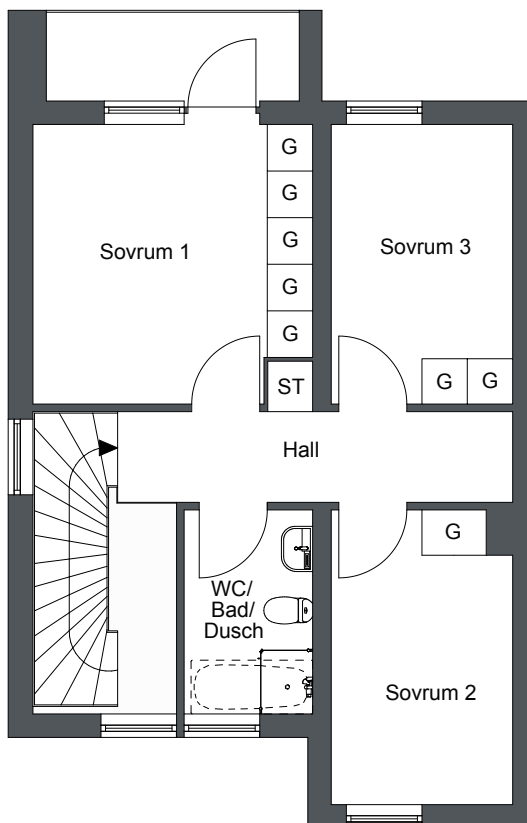 G
G
Sovrum 1
G
Sovrum 3
G
G
ST
G
G
Hall
G
WC/
Bad/
Dusch
Sovrum 2